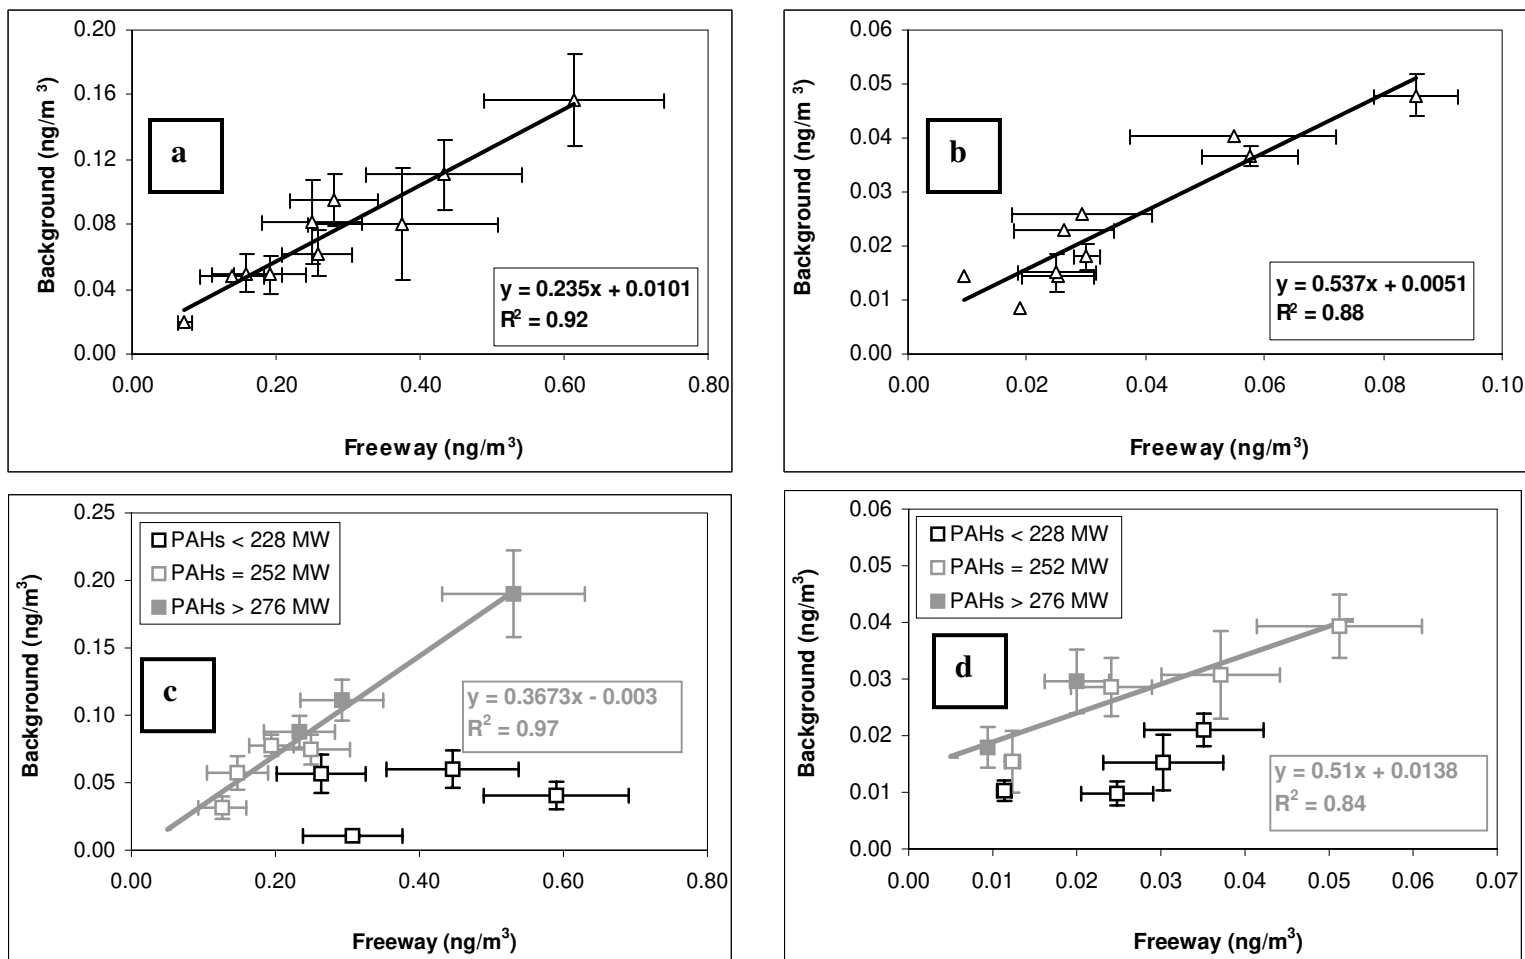 0.20
0.16
0.12
0.08
0.04
0.00
Background (ng/m ³)
a
y = 0.235x + 0.0101
R² = 0.92
0.00 0.20 0.40 0.60 0.80
Freeway (ng/m³)
0.06
0.05
0.04
0.03
0.02
0.01
0.00
Background (ng/m ³)
b
y = 0.537x + 0.0051
R² = 0.88
0.00 0.02 0.04 0.06 0.08 0.10
Freeway (ng/m³)
0.25
0.20
0.15
0.10
0.05
0.00
Background (ng/m³)
PAHs < 228 MW
PAHs = 252 MW
PAHs > 276 MW
c
y = 0.3673x - 0.003
R² = 0.97
0.00 0.20 0.40 0.60 0.80
Freeway (ng/m³)
0.06
0.05
0.04
0.03
0.02
0.01
0.00
Background (ng/m³)
PAHs < 228 MW
PAHs = 252 MW
PAHs > 276 MW
d
y = 0.51x + 0.0138
R² = 0.84
0.00 0.01 0.02 0.03 0.04 0.05 0.06 0.07
Freeway (ng/m³)